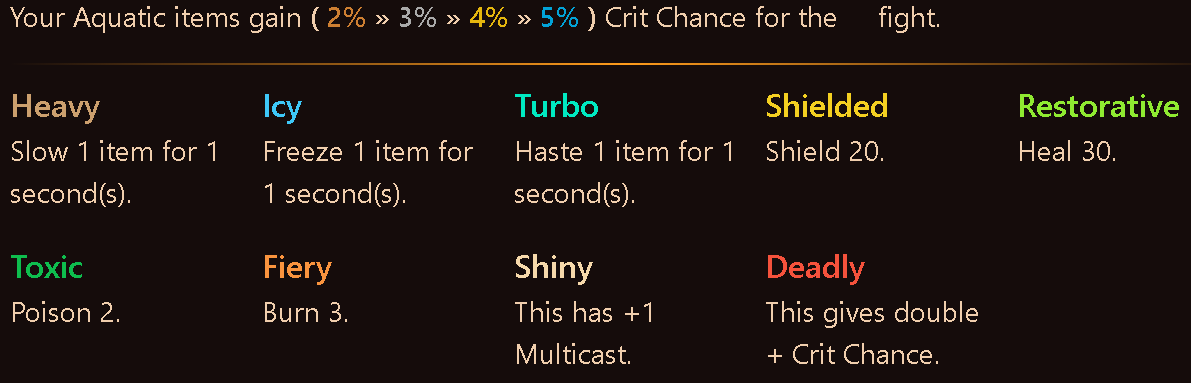 Your Aquatic items gain ( 2% » 3% » 4% » 5% ) Crit Chance for the fight.
Heavy
Slow 1 item for 1
second(s).
Icy
Freeze 1 item for
1 second(s).
Turbo
Haste 1 item for 1
second(s).
Shielded
Shield 20.
Restorative
Heal 30.
Toxic
Poison 2.
Fiery
Burn 3.
Shiny
This has +1
Multicast.
Deadly
This gives double
+ Crit Chance.